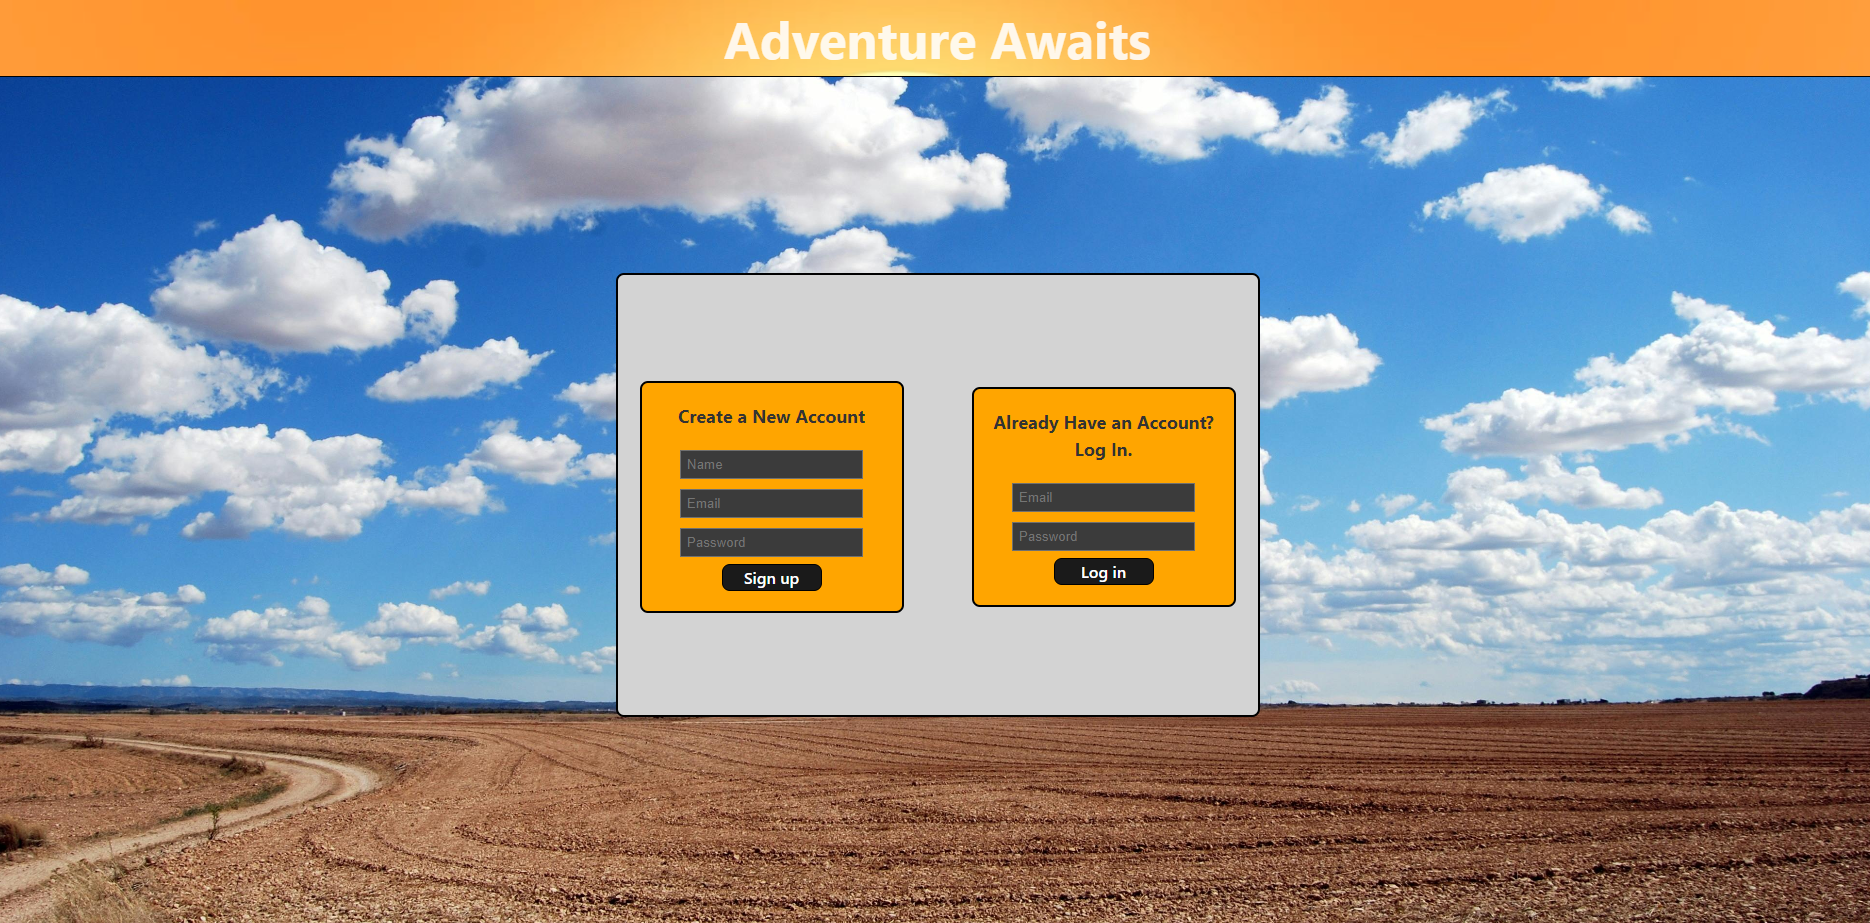 Adventure Awaits
Create a New Account
Name
Email
Password
Sign up
Already Have an Account?
Log In.
Email
Password
Log in